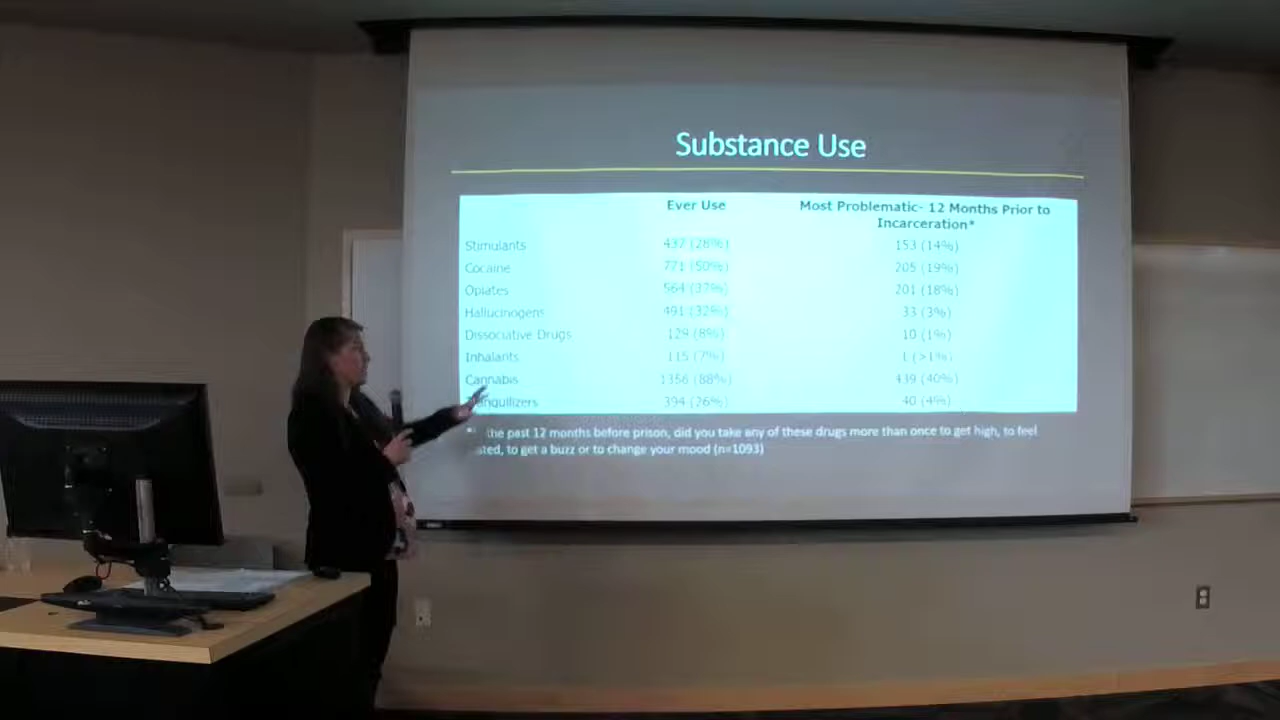 Substance Use
Ever Use
Most Problematic- 12 Months Prior to
Incarceration*
Stimulants 437 (28%) 153 (14%)
Cocaine 771 (50%) 205 (19%)
Opiates 564 (37%) 201 (18%)
Hallucinogens 491 (32%) 33 (3%)
Dissociative Drugs 129 (8%) 10 (1%)
Inhalants 115 (7%) 1 (>1%)
Cannabis 1356 (88%) 439 (40%)
anquilizers 394 (26%) 40 (4%)
the past 12 months before prison, did you take any of these drugs more than once to get high, to feel
to get a buzz or to change your mood (n=1093)